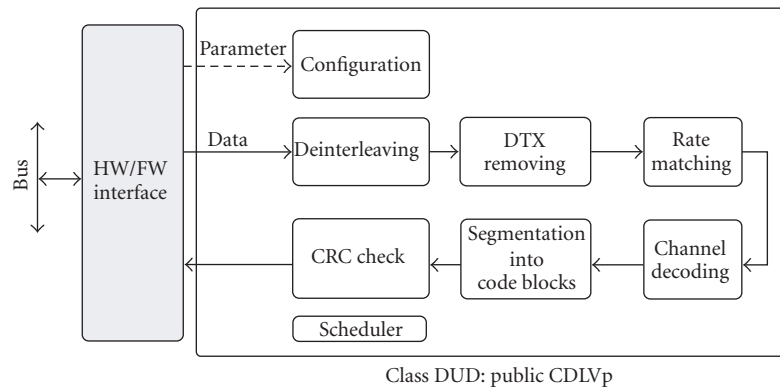 Parameter
Configuration
Data
Deinterleaving
DTX
removing
Rate
matching
Bus
HW/FW
interface
CRC check
Segmentation
into
code blocks
Channel
decoding
Scheduler
Class DUD: public CDLVp